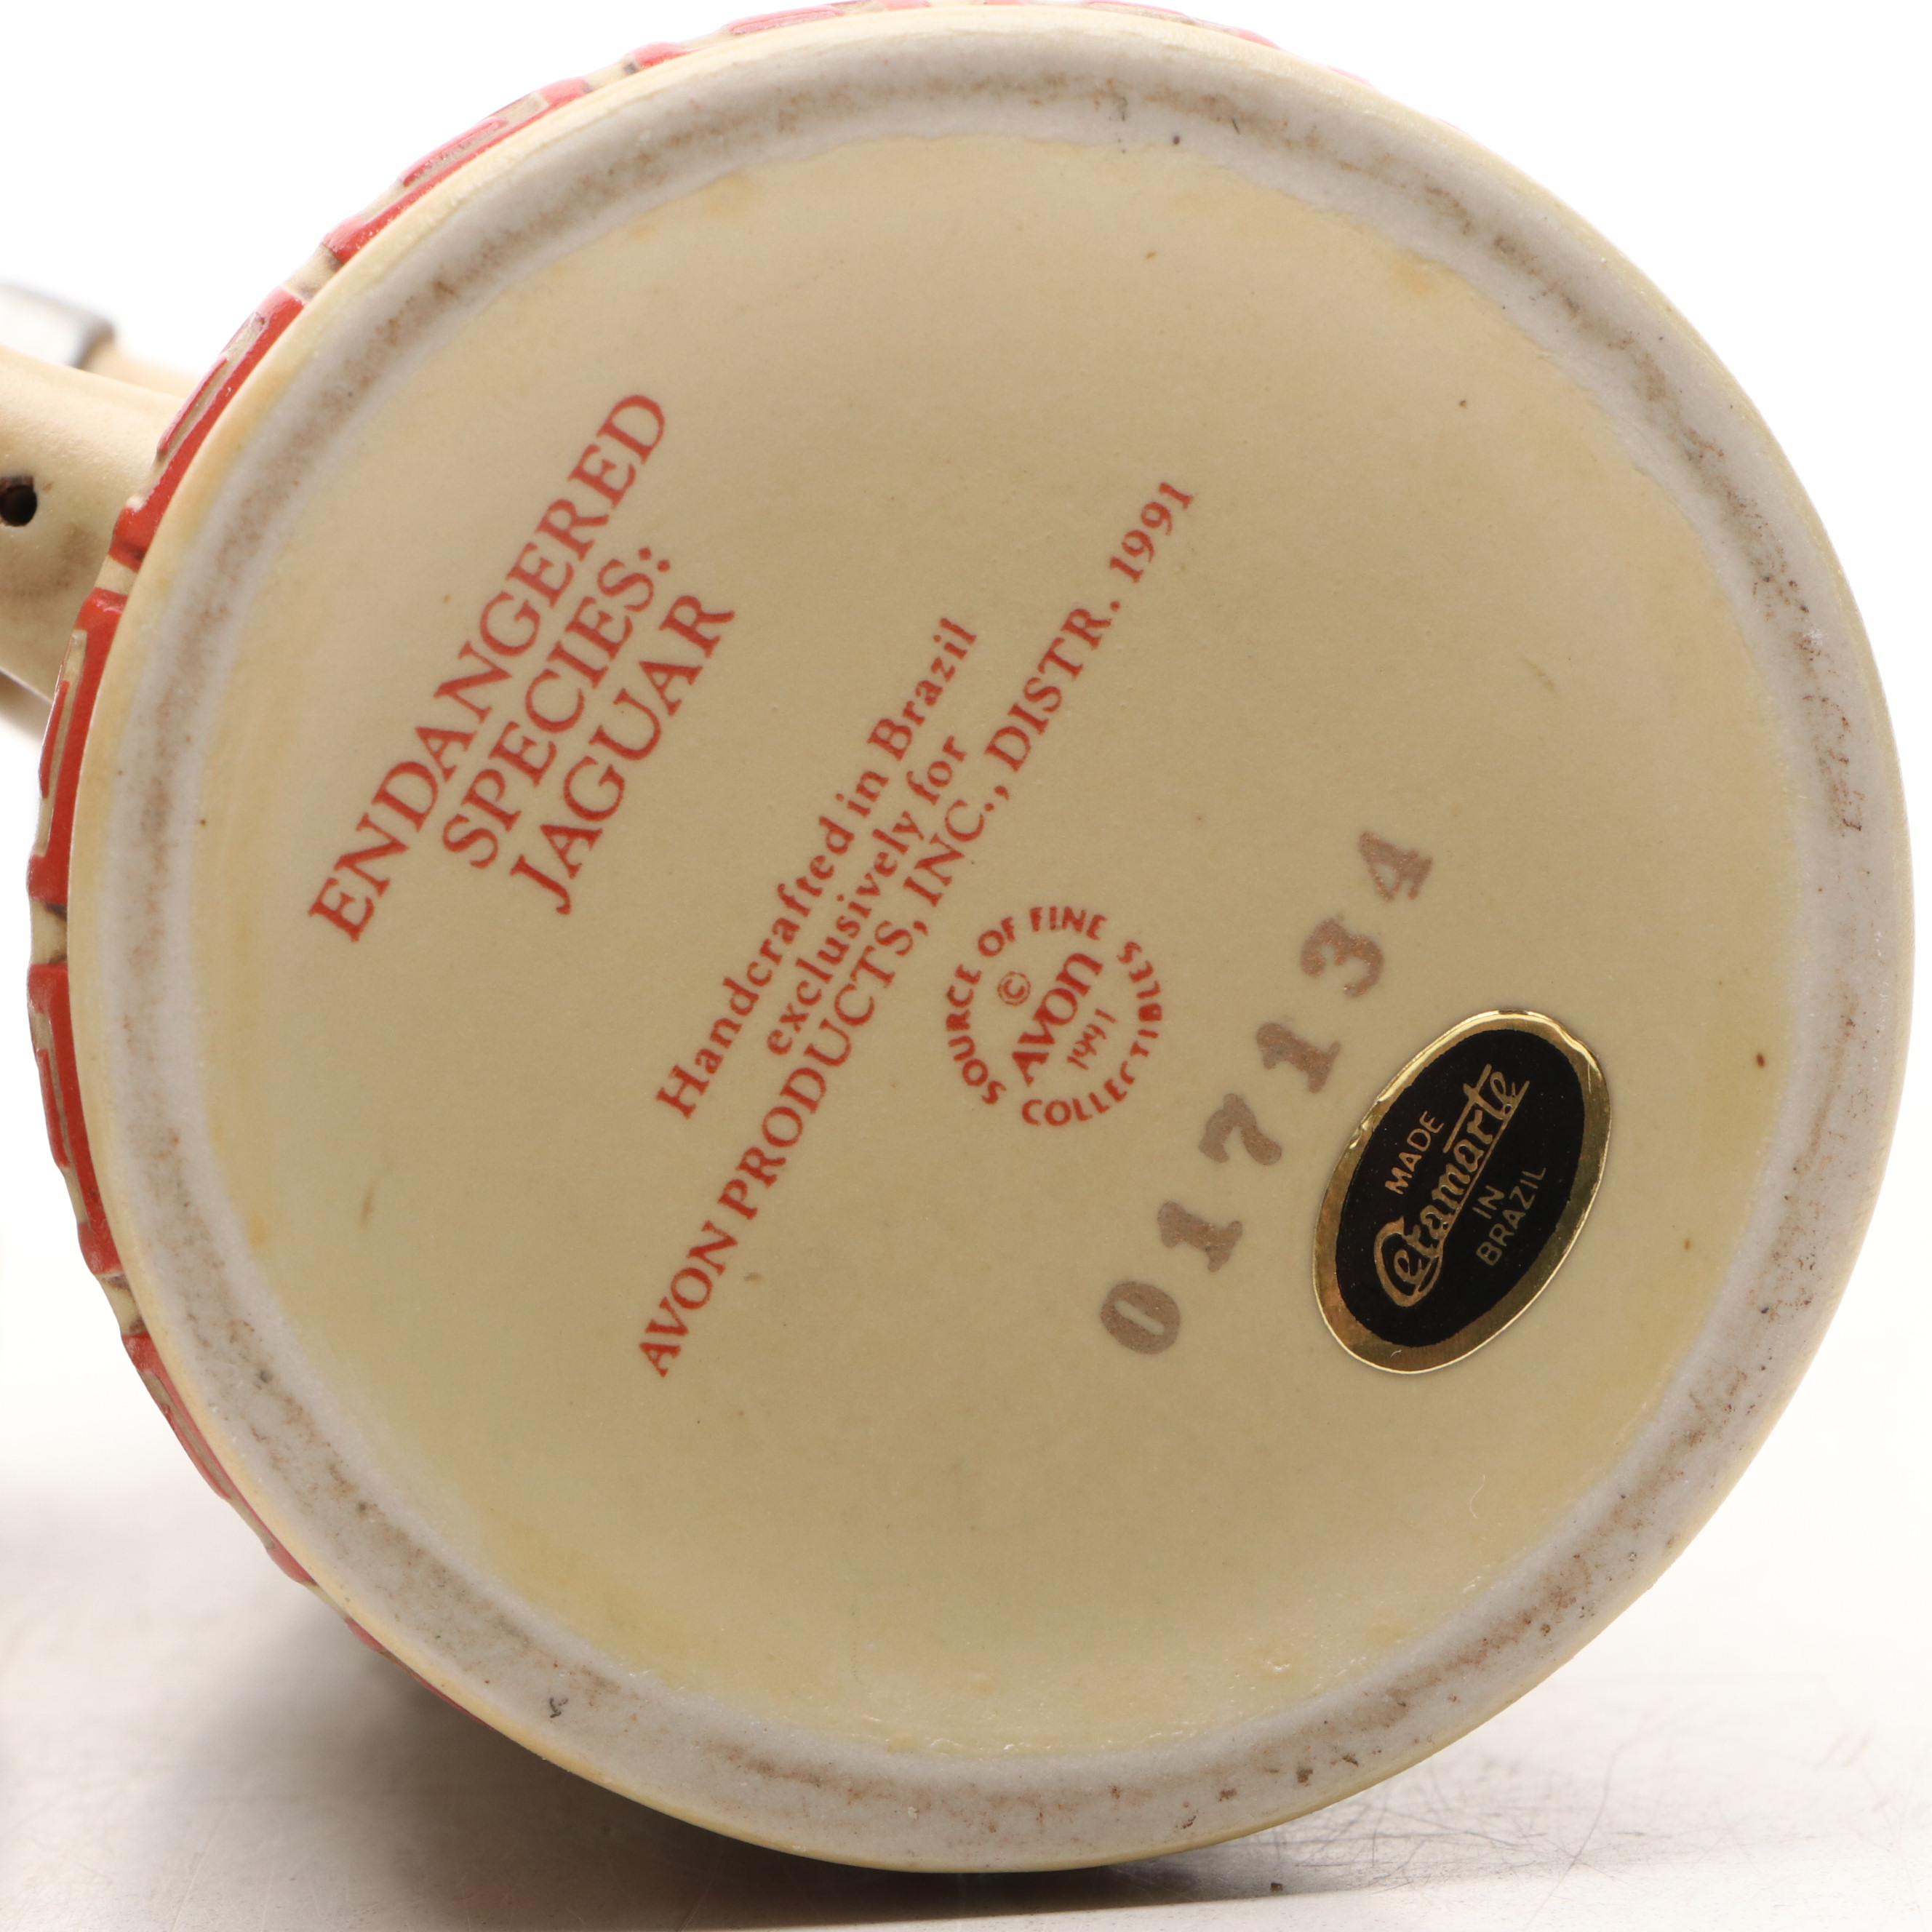 ENDANGERED
SPECIES:
JAGUAR
Handcrafted in Brazil
exclusively for
AVON PRODUCTS, INC., DISTR. 1991
SOURCE OF FINE
COLLECTIBLES
©
AVON
1991
017134
MADE
Ceramarte
IN
BRAZIL